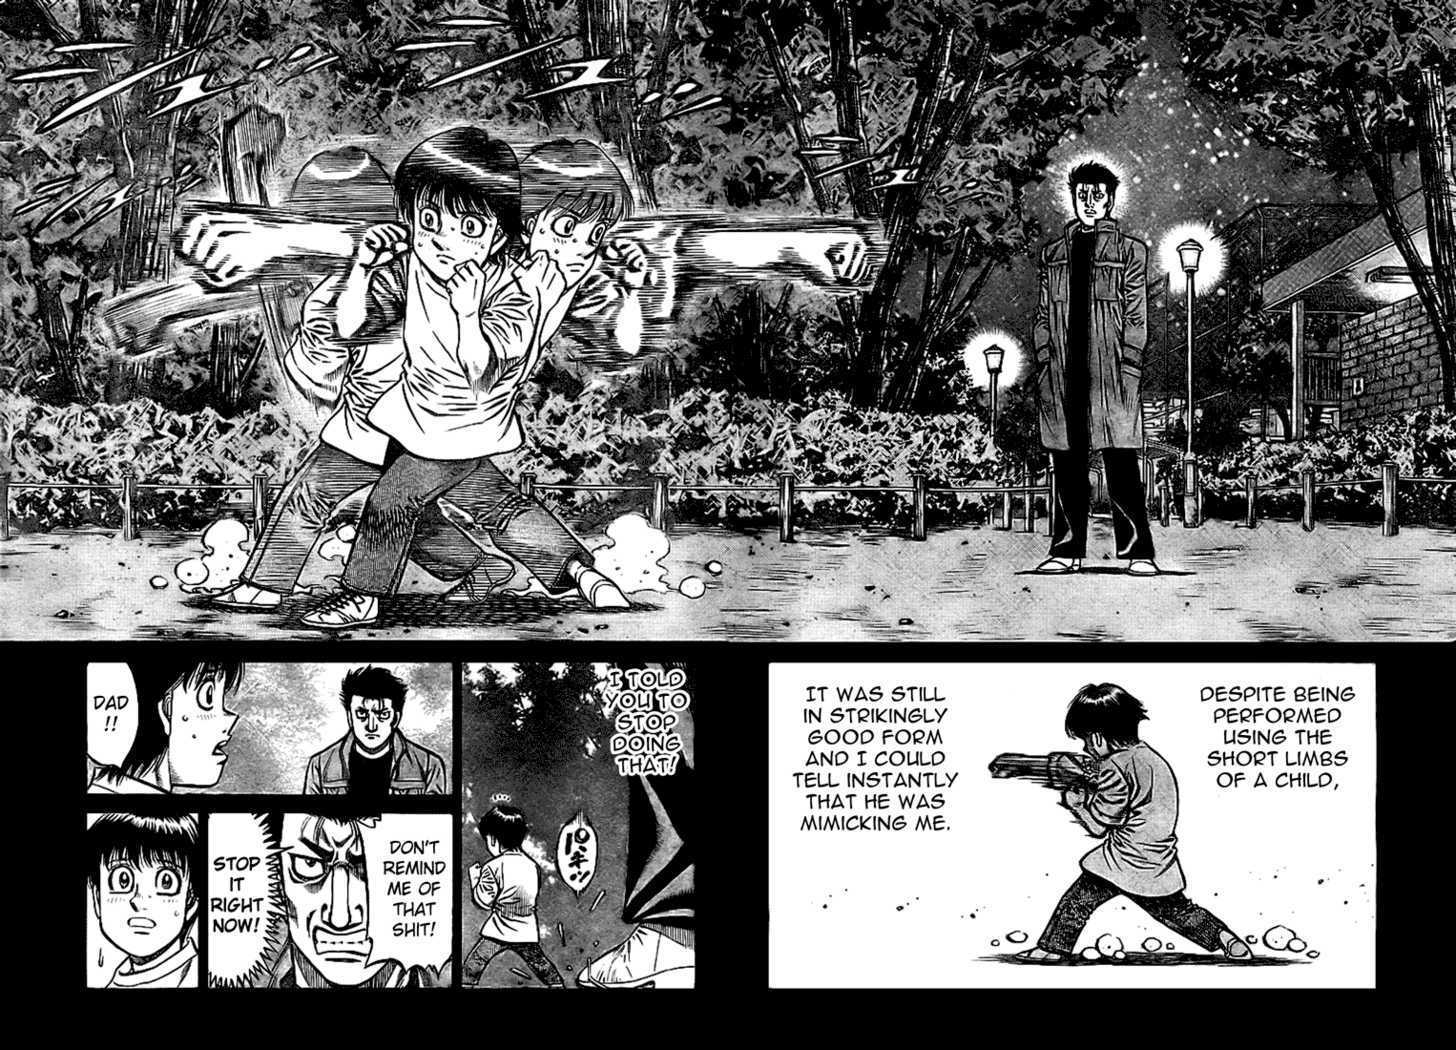 DESPITE BEING
PERFORMED
USING THE
SHORT LIMBS
OF A CHILD,
IT WAS STILL
IN STRIKINGLY
GOOD FORM
AND I COULD
TELL INSTANTLY
THAT HE WAS
MIMICKING ME.
I TOLD
YOU TO
STOP
DOING
THAT!
パキッ
DAD
!!
DON'T
REMIND
ME OF
THAT
SHIT!
STOP
IT
RIGHT
NOW!